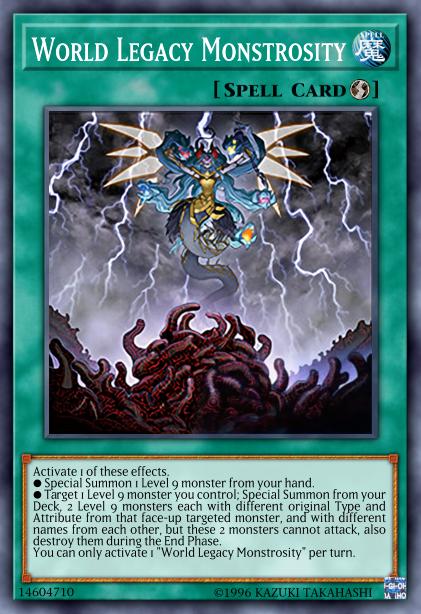 World Legacy Monstrosity
SPELL
魔
[SPELL CARD]
Activate 1 of these effects.
● Special Summon 1 Level 9 monster from your hand.
● Target 1 Level 9 monster you control; Special Summon from your
Deck, 2 Level 9 monsters each with different original Type and
Attribute from that face-up targeted monster, and with different
names from each other, but these 2 monsters cannot attack, also
destroy them during the End Phase.
You can only activate 1 "World Legacy Monstrosity" per turn.
14604710
©1996 KAZUKI TAKAHASHI